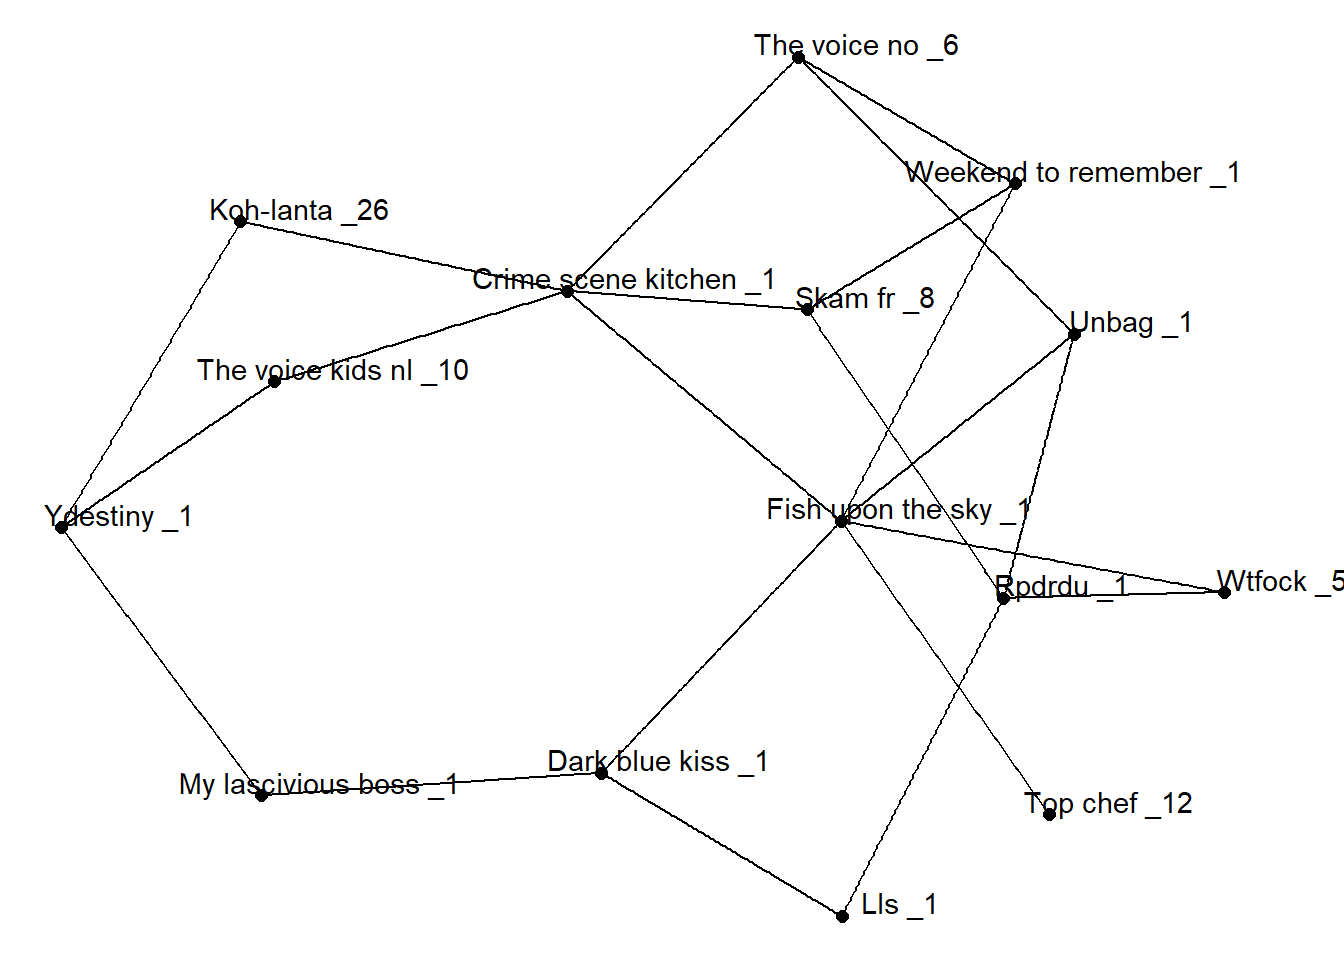 The voice no _6
Weekend to remember _1
Koh-lanta _26
Crime scene kitchen _1
Skam fr _8
Unbag _1
The voice kids nl _10
Ydestiny _1
Fish upon the sky _1
Rpdrdu _1
Wtfock _5
Dark blue kiss _1
My lascivious boss _1
Top chef _12
Lls _1